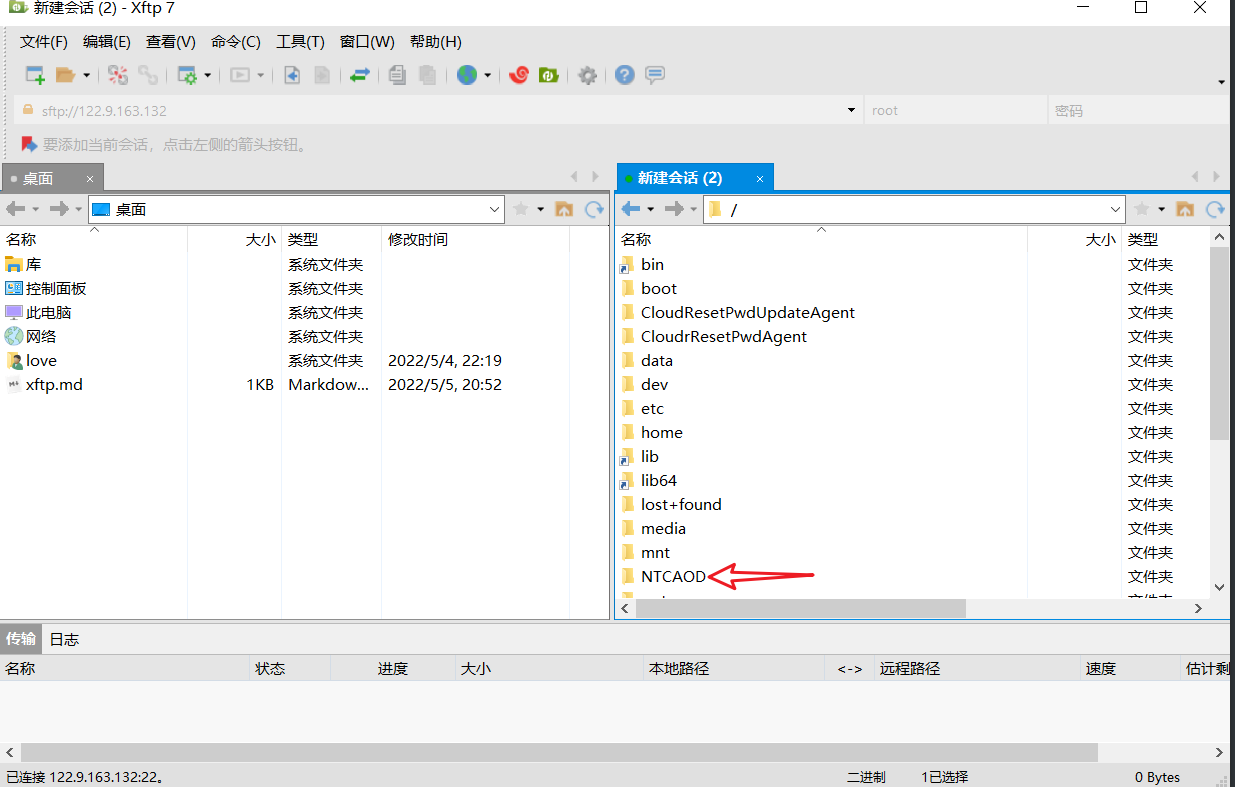 新建会话 (2) - Xftp 7
文件(F) 编辑(E) 查看(V) 命令(C) 工具(T) 窗口(W) 帮助(H)
sftp://122.9.163.132 root 密码
要添加当前会话，点击左侧的箭头按钮。
桌面 × 新建会话 (2) ×
桌面 /
名称 大小 类型 修改时间
库 系统文件夹
控制面板 系统文件夹
此电脑 系统文件夹
网络 系统文件夹
love 系统文件夹 2022/5/4, 22:19
xftp.md 1KB Markdow... 2022/5/5, 20:52
名称 大小 类型
bin 文件夹
boot 文件夹
CloudResetPwdUpdateAgent 文件夹
CloudrResetPwdAgent 文件夹
data 文件夹
dev 文件夹
etc 文件夹
home 文件夹
lib 文件夹
lib64 文件夹
lost+found 文件夹
media 文件夹
mnt 文件夹
NTCAOD 文件夹
传输 日志
名称 状态 进度 大小 本地路径 <-> 远程路径 速度 估计剩
已连接 122.9.163.132:22。 二进制 1已选择 0 Bytes